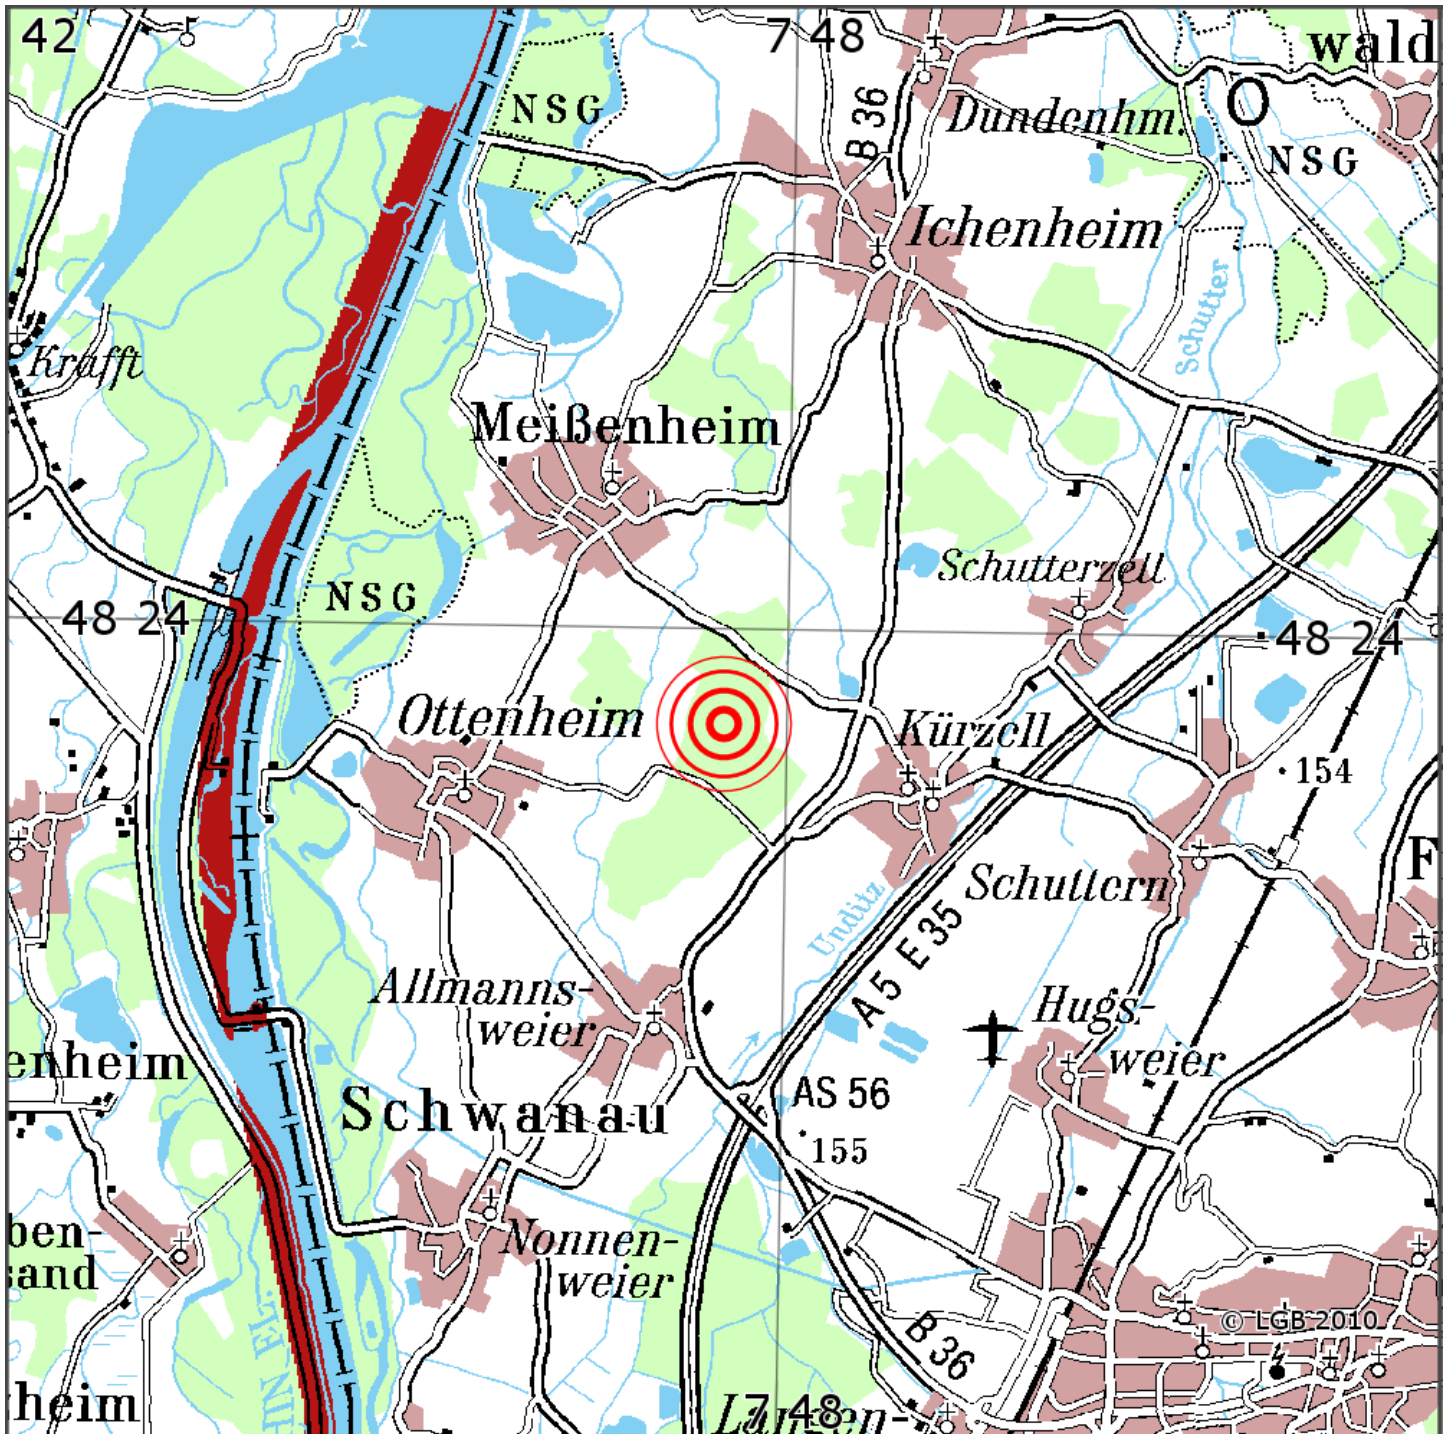 42
7 48
wald
NSG
B 36
Dundenhm.
O
NSG
Ichenheim
Schutter
Krafft
Meißenheim
Schutterzell
NSG
48 24
48 24
Ottenheim
Kürzell
154
F
Schuttern
Unditz
A 5 E 35
Allmanns-
weier
Hugs-
weier
enheim
AS 56
Schwanau
155
ben-
sand
Nonnen-
weier
© LGB 2010
B 36
heim
7 48